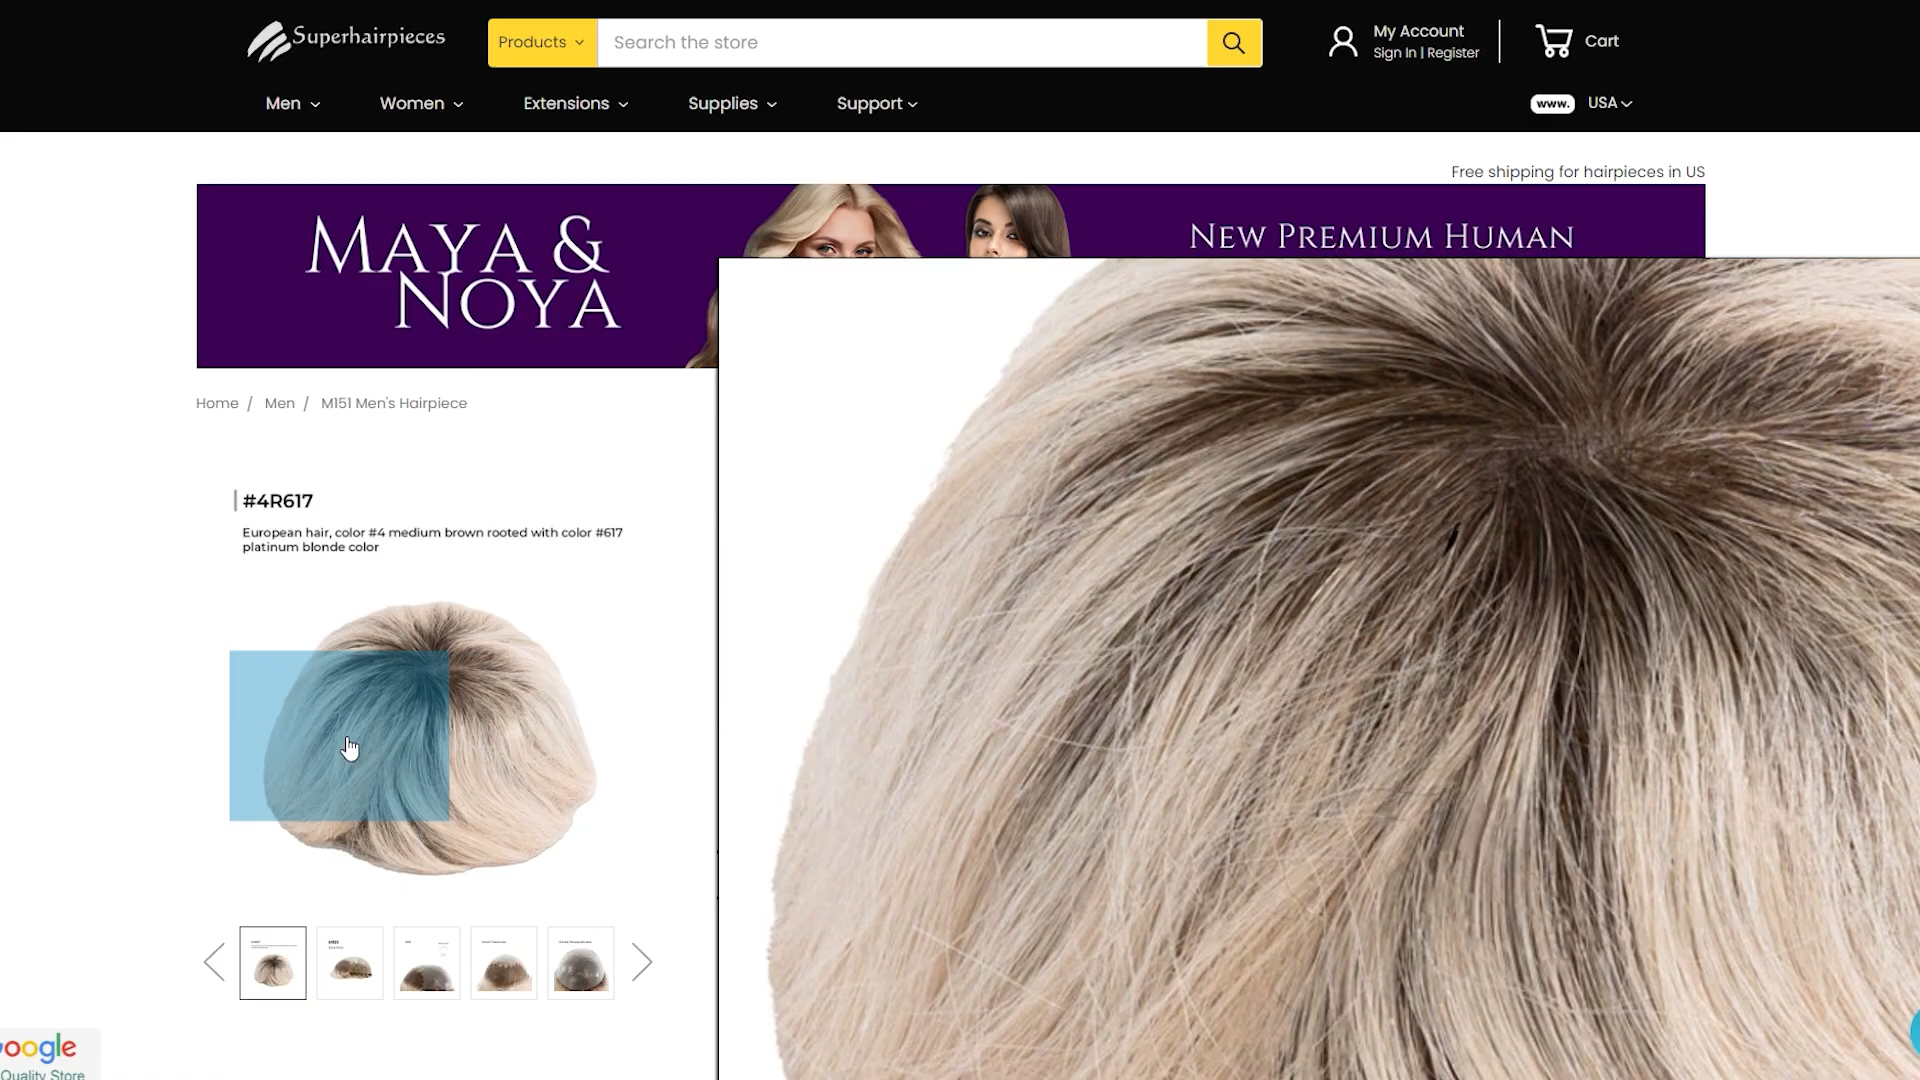 Superhairpieces
Products
Search the store
My Account
Sign In | Register
Cart
Men
Women
Extensions
Supplies
Support
www.
USA
Free shipping for hairpieces in US
MAYA &
NOYA
NEW PREMIUM HUMAN
Home / Men / M151 Men's Hairpiece
#4R617
European hair, color #4 medium brown rooted with color #617
platinum blonde color
oogle
Quality Store